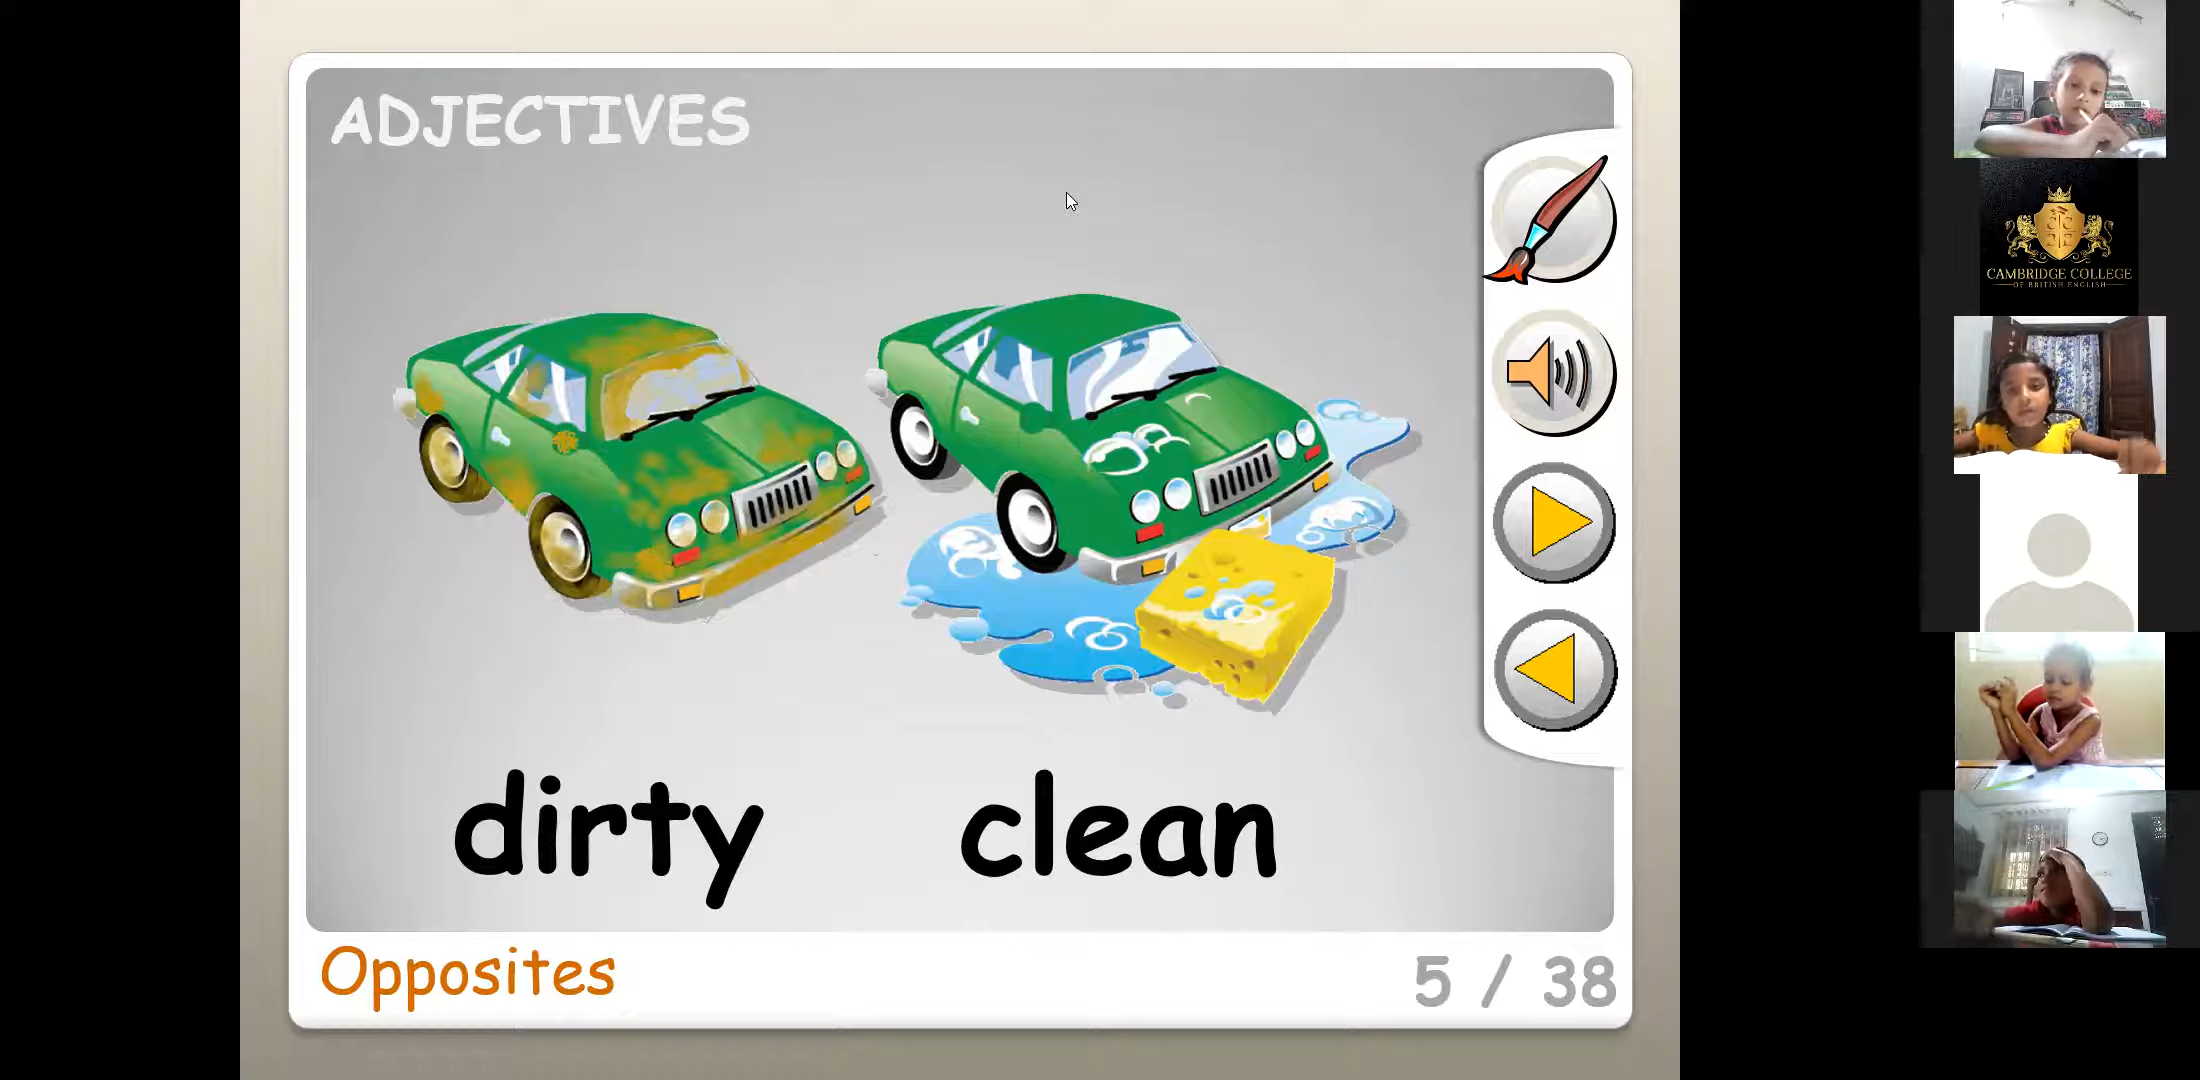 ADJECTIVES
dirty clean
Opposites
5 / 38
CAMBRIDGE COLLEGE
OF BRITISH ENGLISH